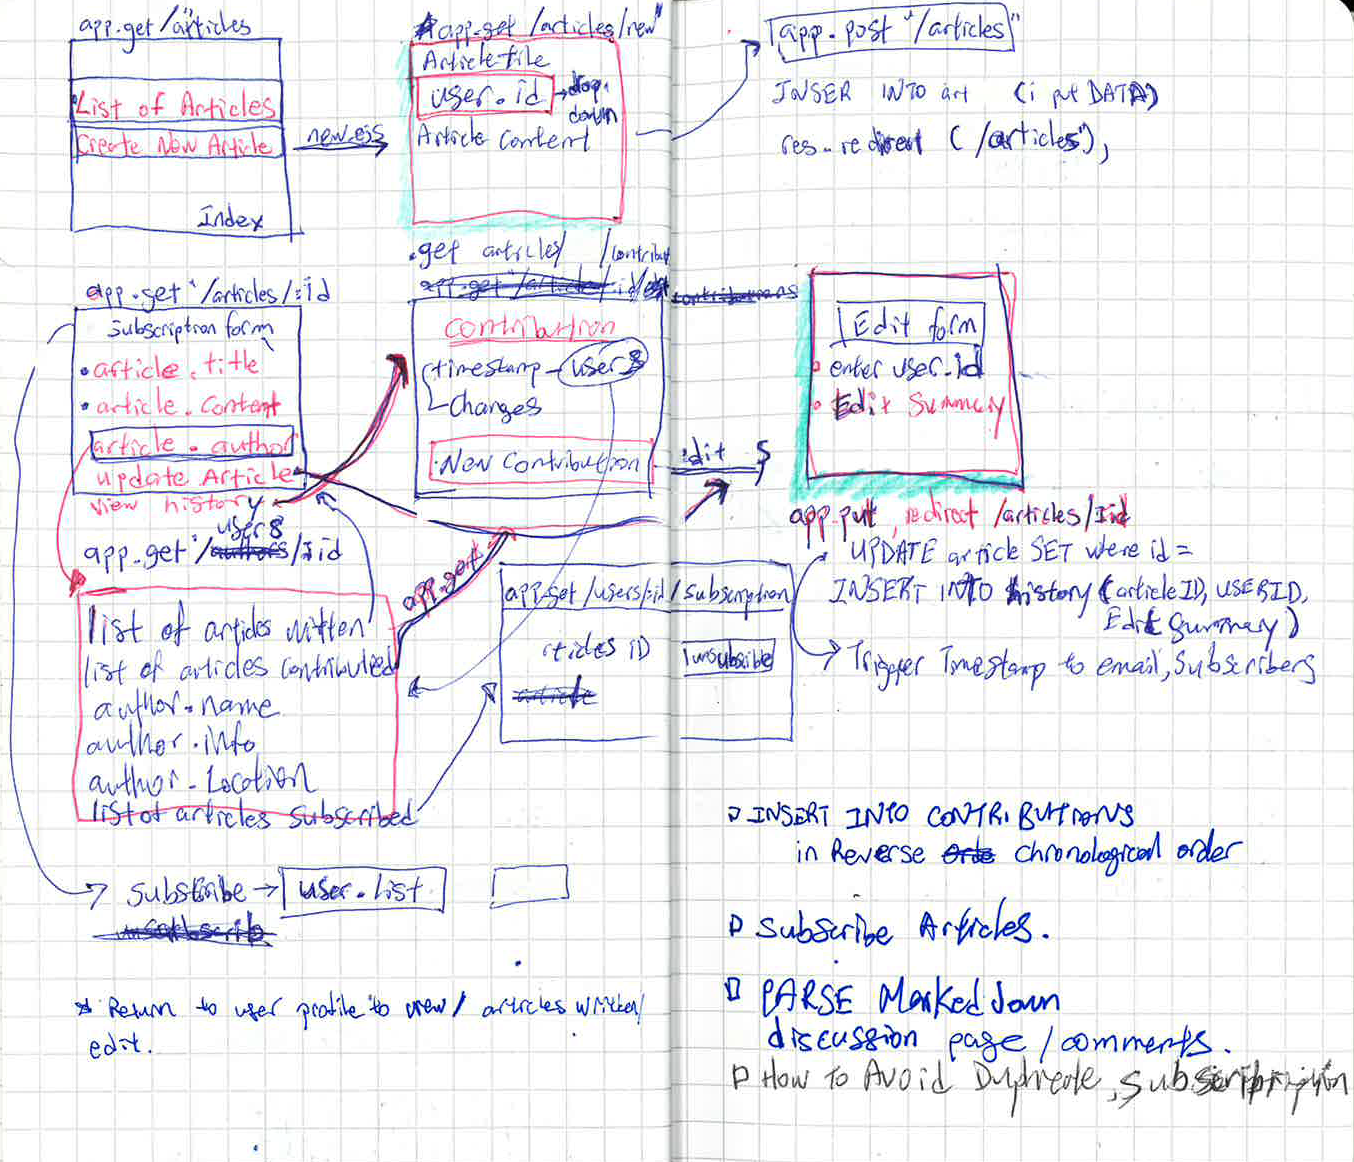 app.get/articles
List of Articles
Create New Article
Index
new.ejs
app.get /articles/new"
Article title
user.id
drop.
down
Article Content
app.post "/articles"
INSER INTO art (i put DATA)
res.redirect (/articles"),
app.get "/articles/:id
subscription form
• article.title
• article.content
article.author
update Article
view history
.get articles/ /contribut
contribution
timestamp - users
Changes
New Contribution
edit
Edit form
• enter user.id
• Edit Summary
app.put, redirect /articles/:id
UPDATE article SET where id =
INSERT INTO history (articleID, USERID,
Edit Summary)
Trigger Timestamp to email, Subscribers
users
app.get "/authors/:id
list of articles written
list of articles contributed
author.name
author.info
author.Location
list of articles subscribed
app.get
app.get/users/:id/subscription
rticles ID
unsubscribe
article
subscribe → user.list
unsubscrib
* Return to user profile to view/ articles written/
edit.
INSERT INTO CONTRIBUTIONS
in Reverse Orde chronological order
Subscribe Articles.
PARSE Markeddown
discussion page/comments.
How To Avoid Duplicate, subscription